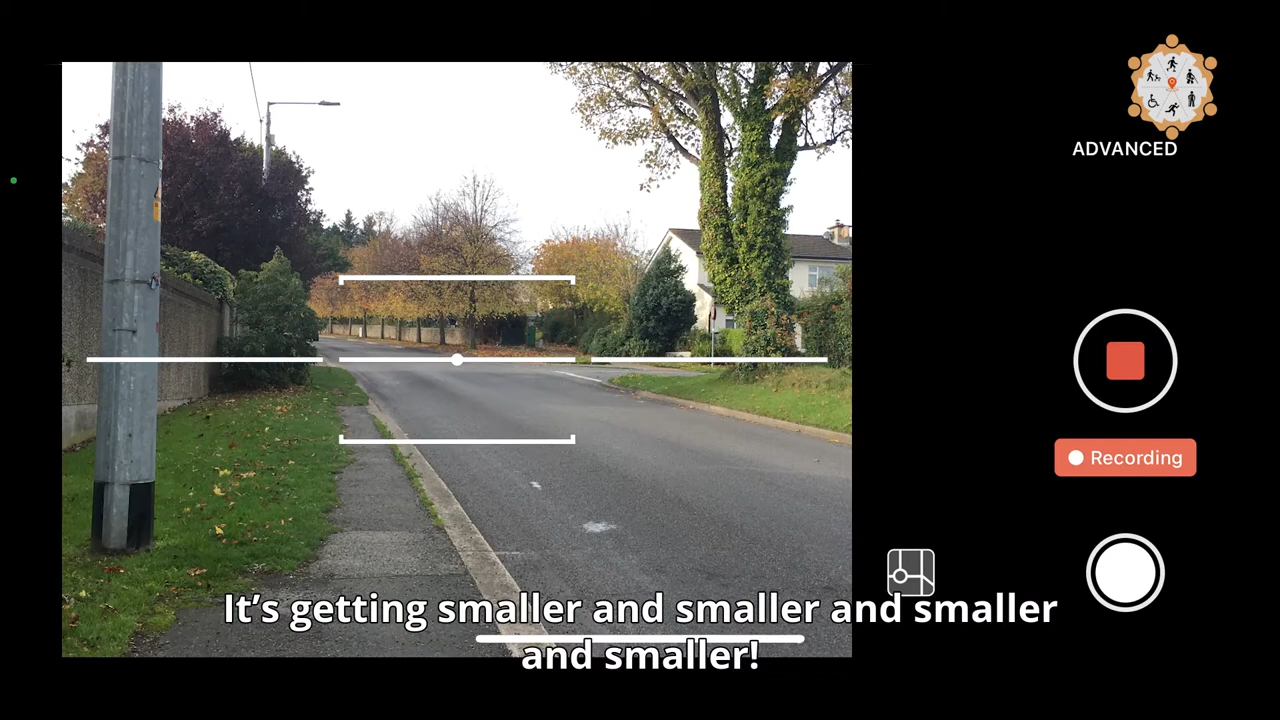 ADVANCED
Recording
It’s getting smaller and smaller and smaller
and smaller!